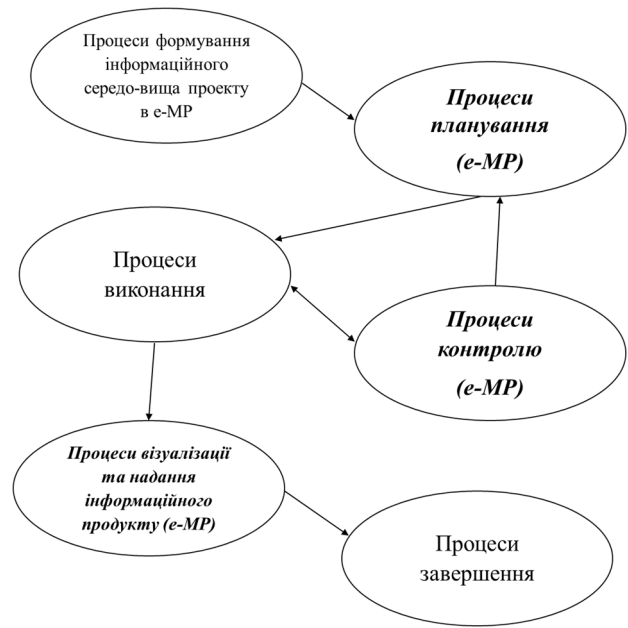 Процеси формування
інформаційного
середо-вища проекту
в е-МР
Процеси
планування
(е-МР)
Процеси
виконання
Процеси
контролю
(е-МР)
Процеси візуалізації
та надання
інформаційного
продукту (е-МР)
Процеси
завершення